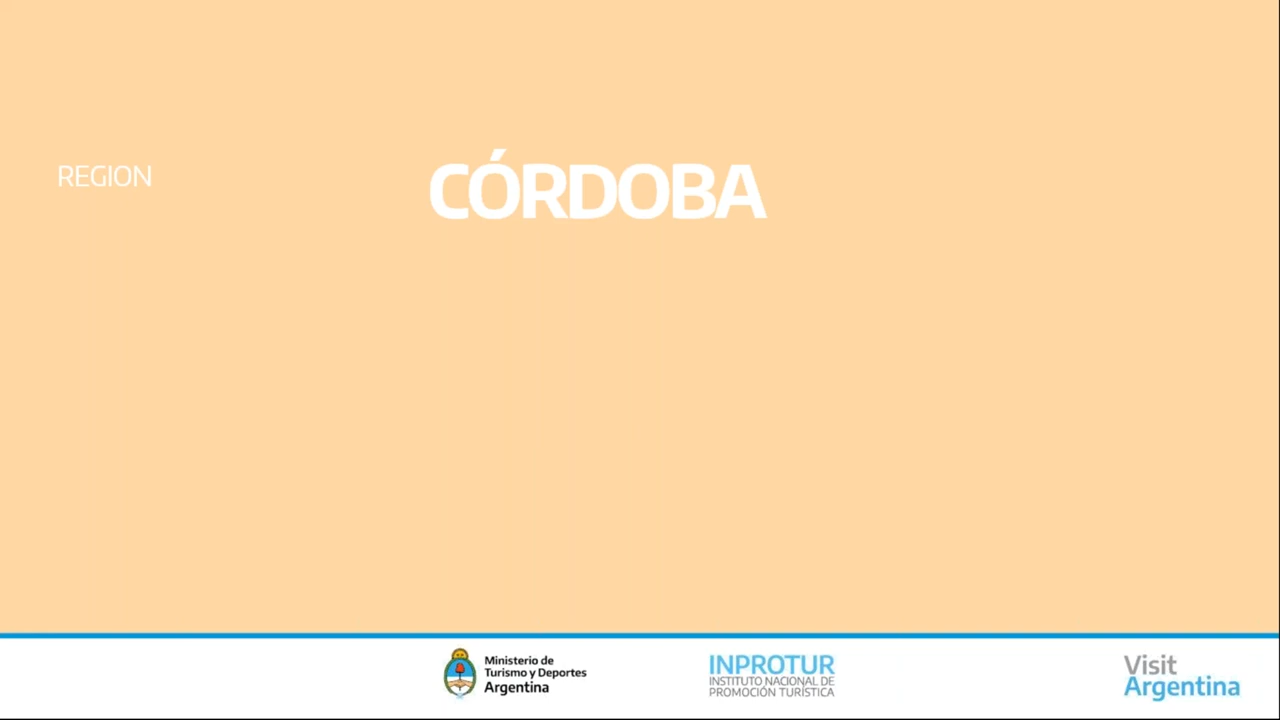 REGION
CÓRDOBA
Ministerio de
Turismo y Deportes
Argentina
INPROTUR
INSTITUTO NACIONAL DE
PROMOCIÓN TURÍSTICA
Visit
Argentina